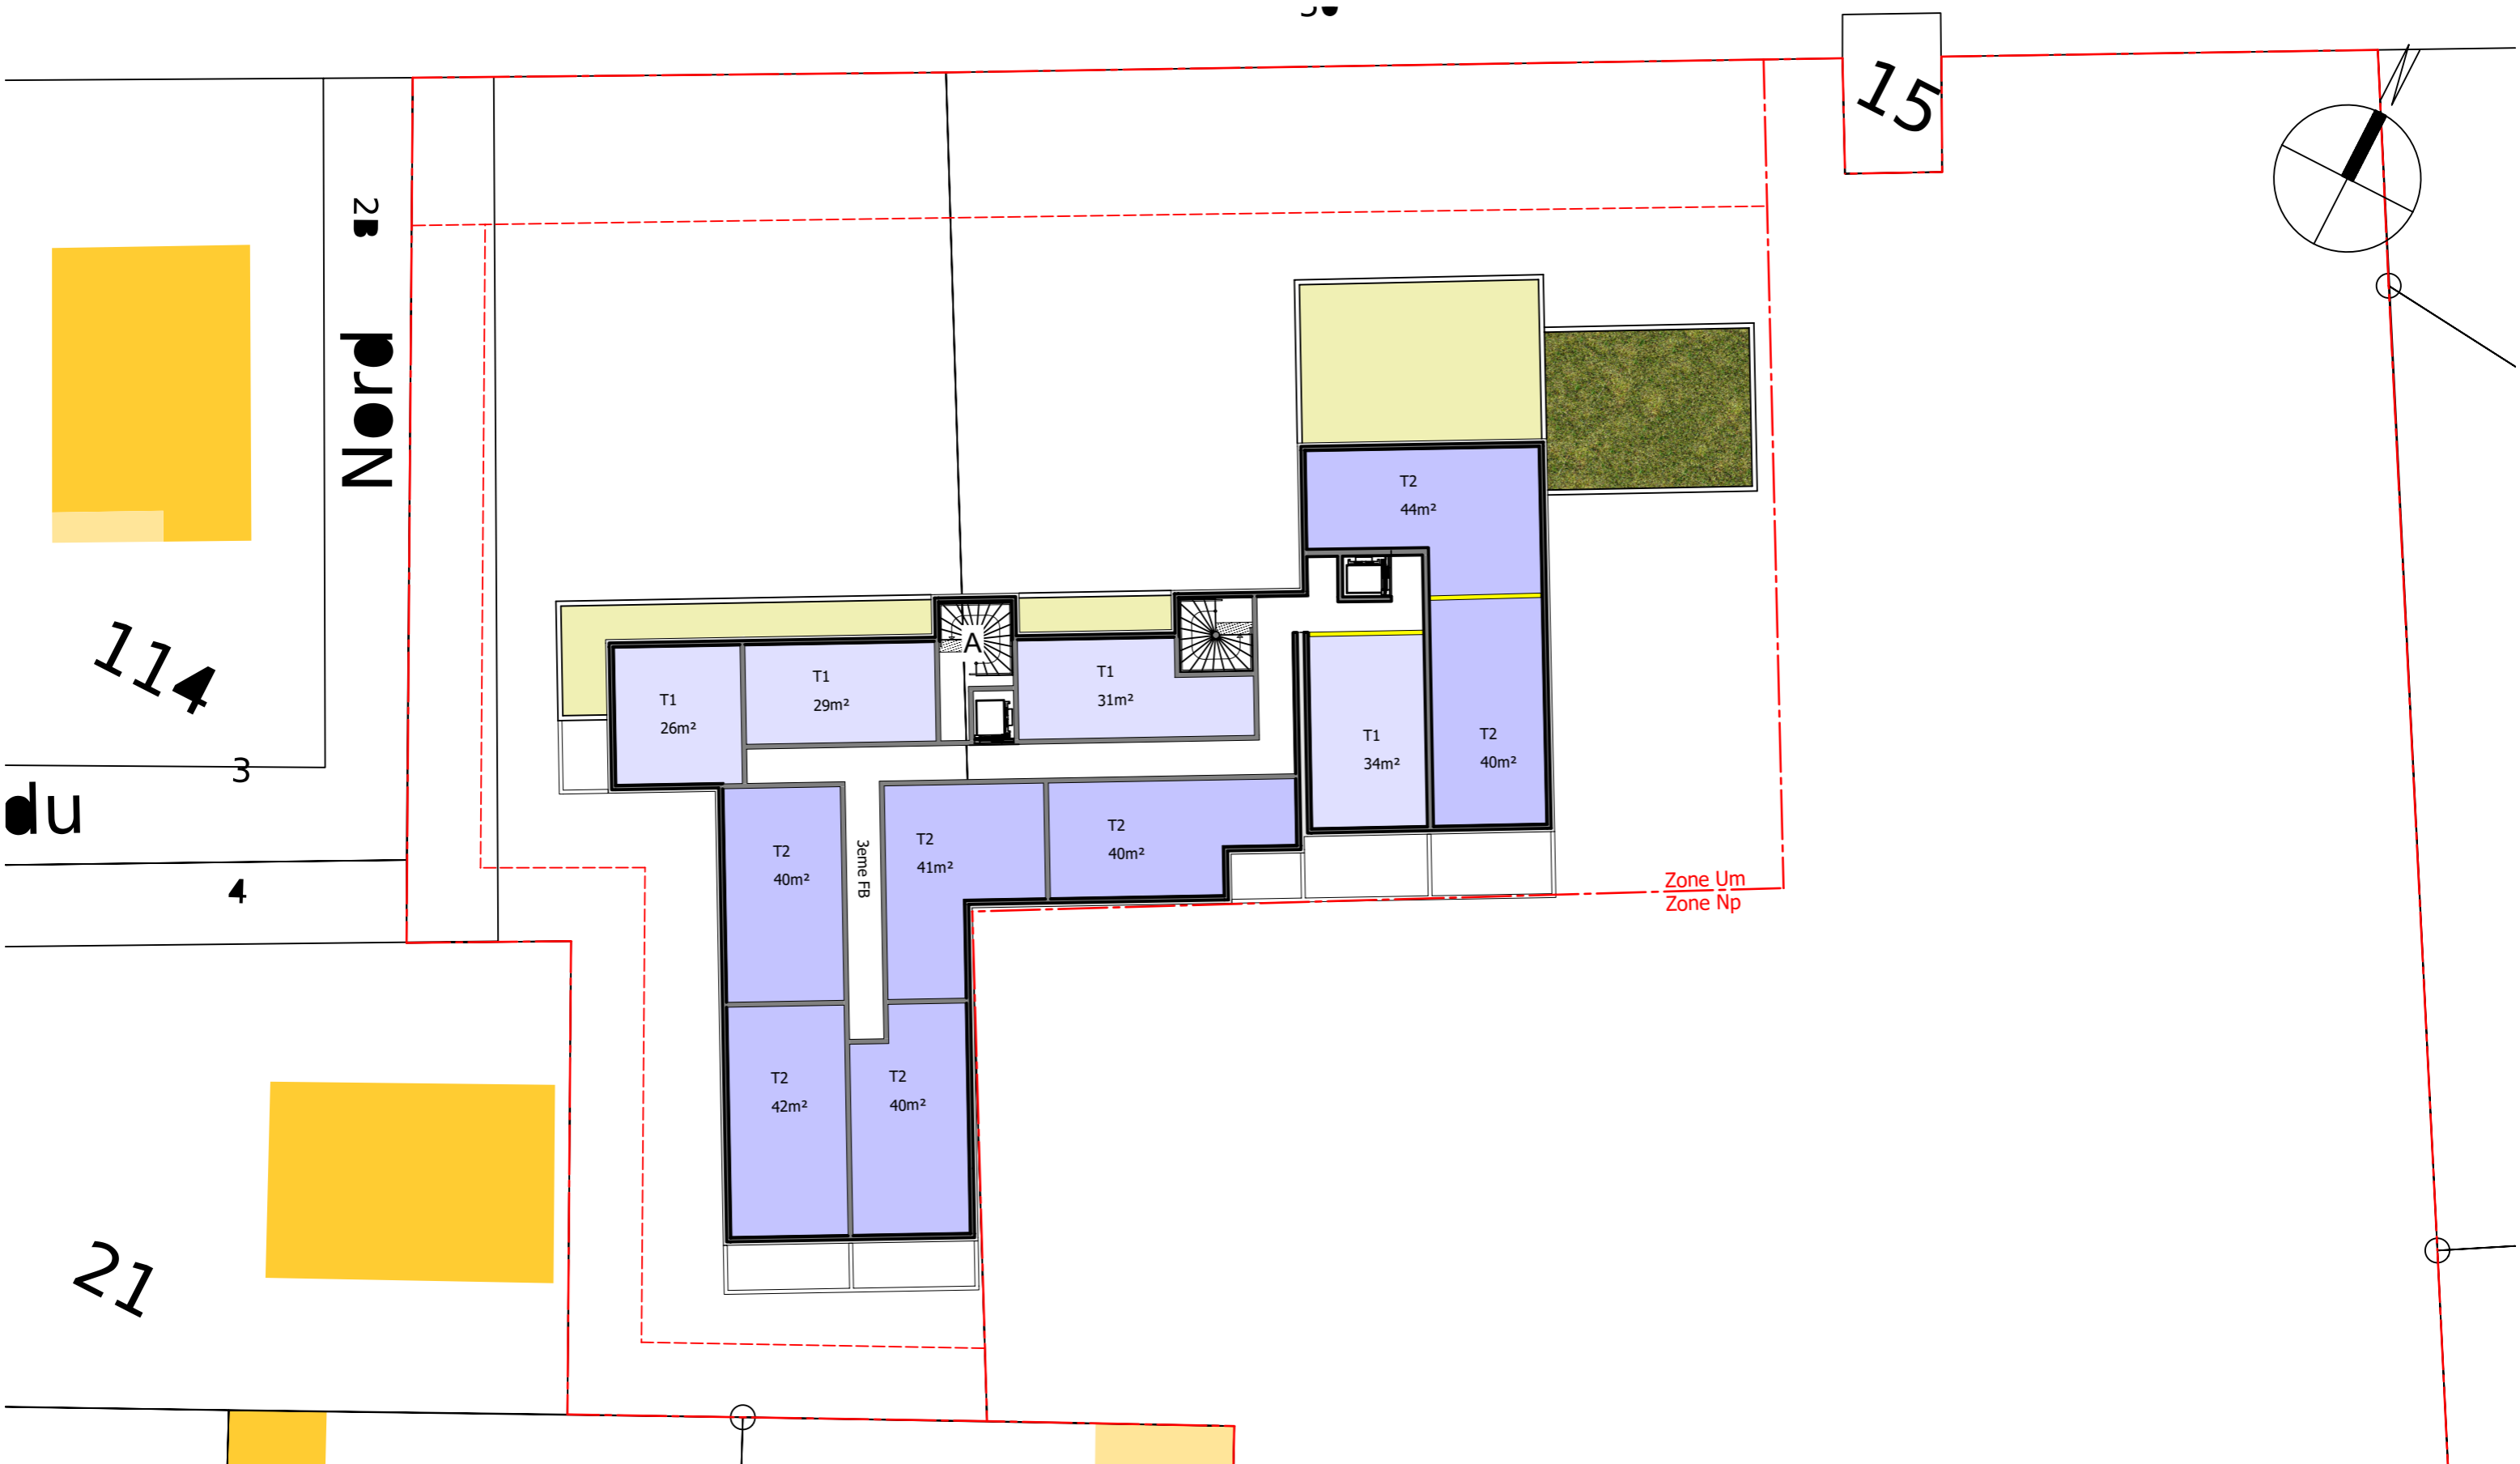 15
2B
Nord
114
3
du
4
21
T2
44m²
A
T1
26m²
T1
29m²
T1
31m²
T1
34m²
T2
40m²
T2
40m²
3eme FB
T2
41m²
T2
40m²
T2
42m²
T2
40m²
Zone Um
Zone Np